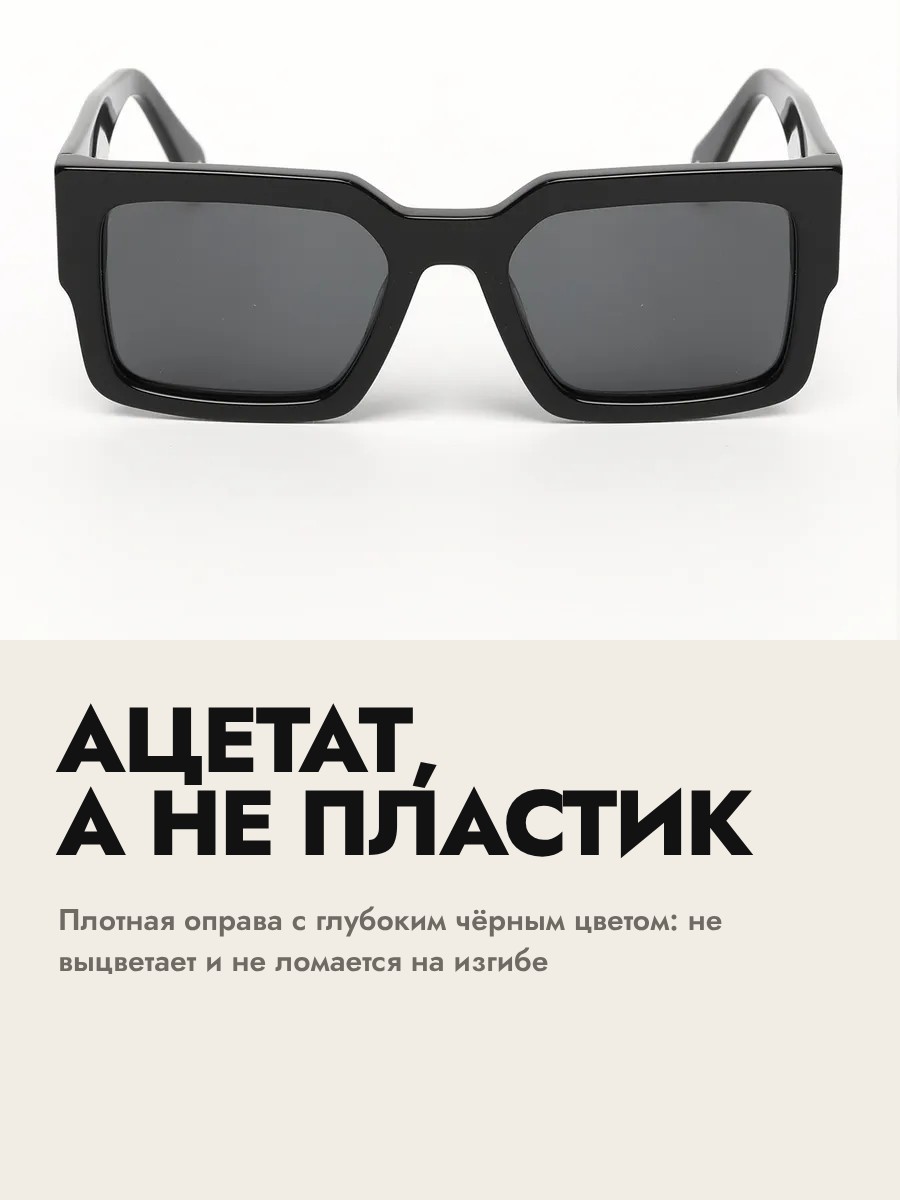 АЦЕТАТ,
А НЕ ПЛАСТИК
Плотная оправа с глубоким чёрным цветом: не
выцветает и не ломается на изгибе